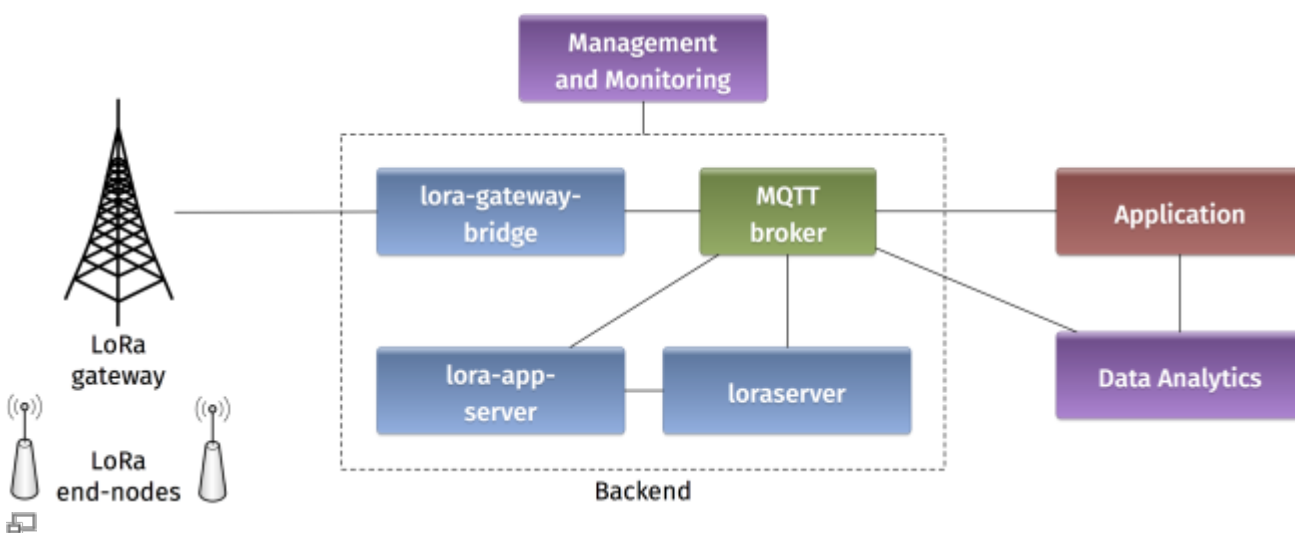 Management
and Monitoring
lora-gateway-
bridge
MQTT
broker
Application
LoRa
gateway
lora-app-
server
loraserver
Data Analytics
LoRa
end-nodes
Backend